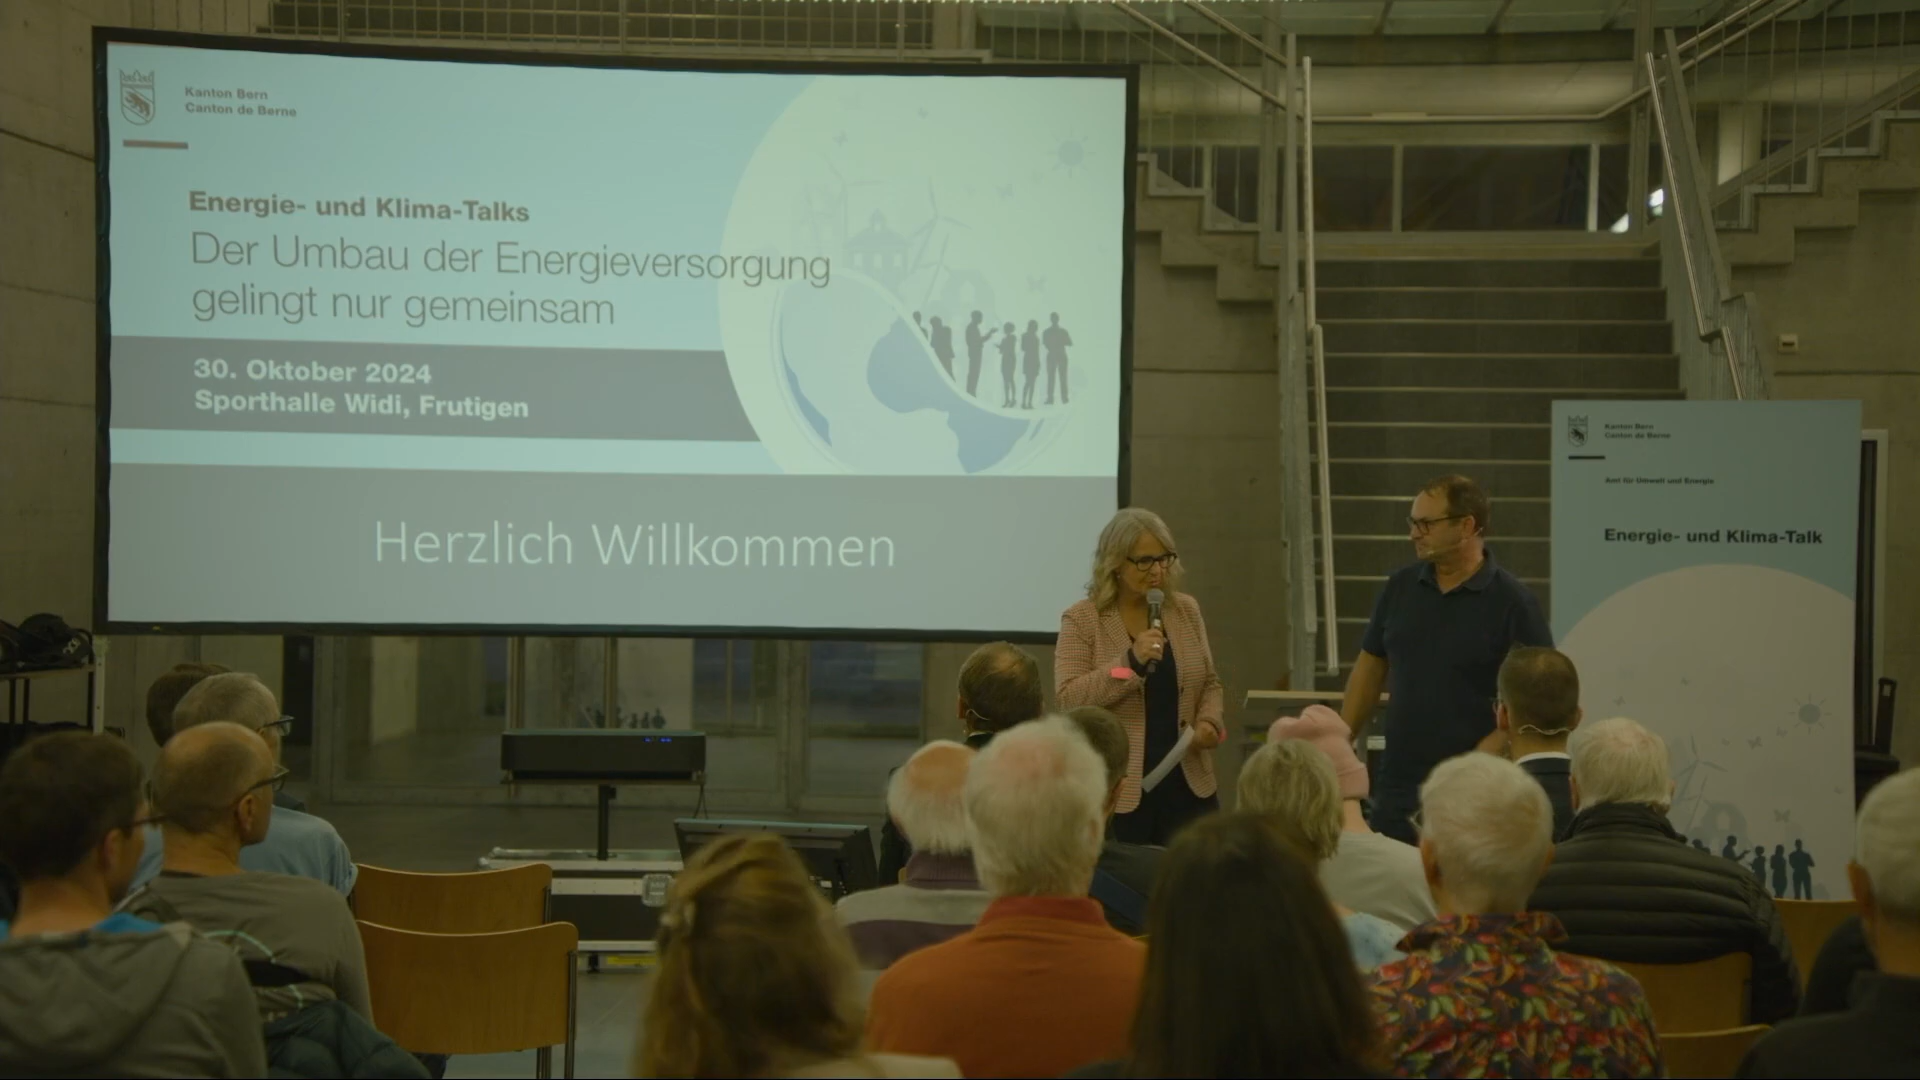 Kanton Bern
Canton de Berne
Energie- und Klima-Talks
Der Umbau der Energieversorgung
gelingt nur gemeinsam
30. Oktober 2024
Sporthalle Widi, Frutigen
Herzlich Willkommen
Kanton Bern
Canton de Berne
Amt für Umwelt und Energie
Energie- und Klima-Talk